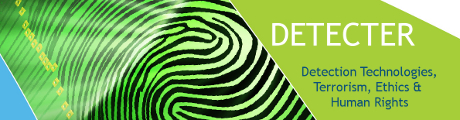 DETECTER
Detection Technologies,
Terrorism, Ethics &
Human Rights